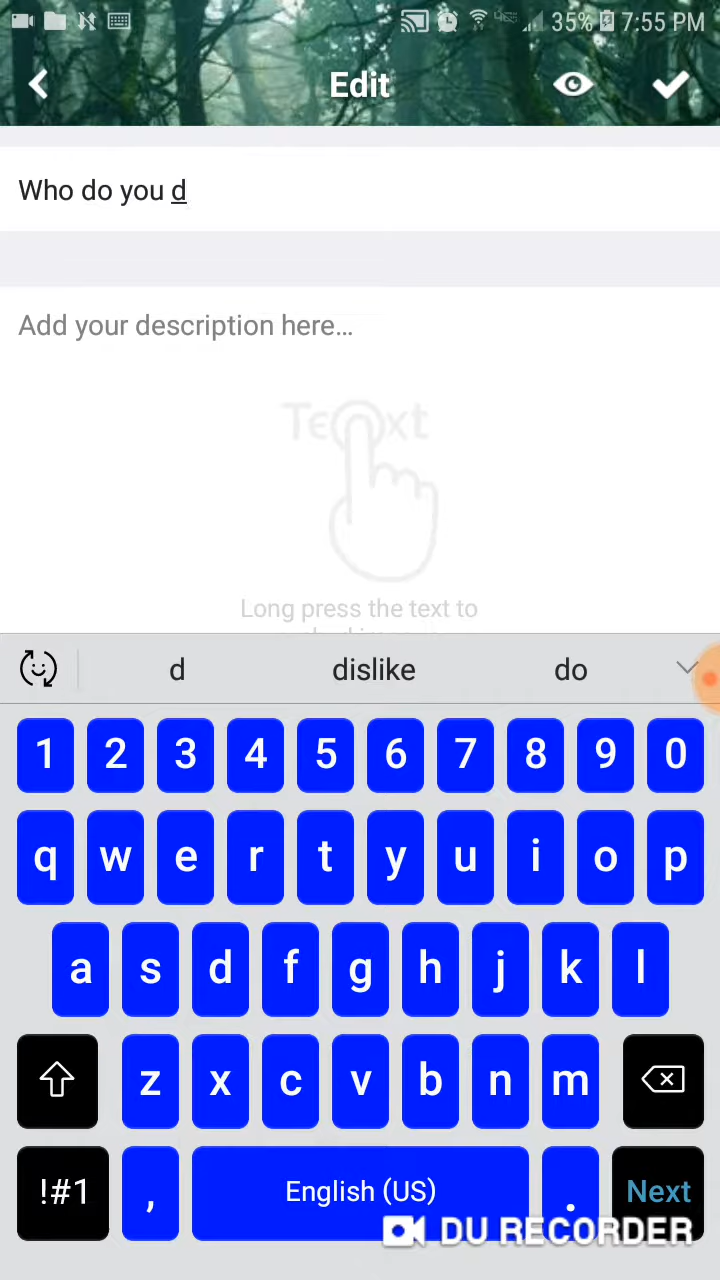 35% 7:55 PM
Edit
Who do you d
Add your description here...
Text
Long press the text to
d dislike do
1 2 3 4 5 6 7 8 9 0
q w e r t y u i o p
a s d f g h j k l
z x c v b n m
!#1 , English (US) . Next
DU RECORDER